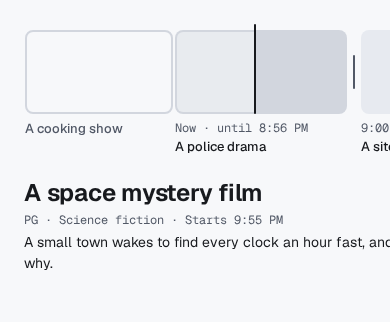 A cooking show
Now · until 8:56 PM
A police drama
9:00
A
A space mystery film
PG · Science fiction · Starts 9:55 PM
A small town wakes to find every clock an hour fast, and
why.